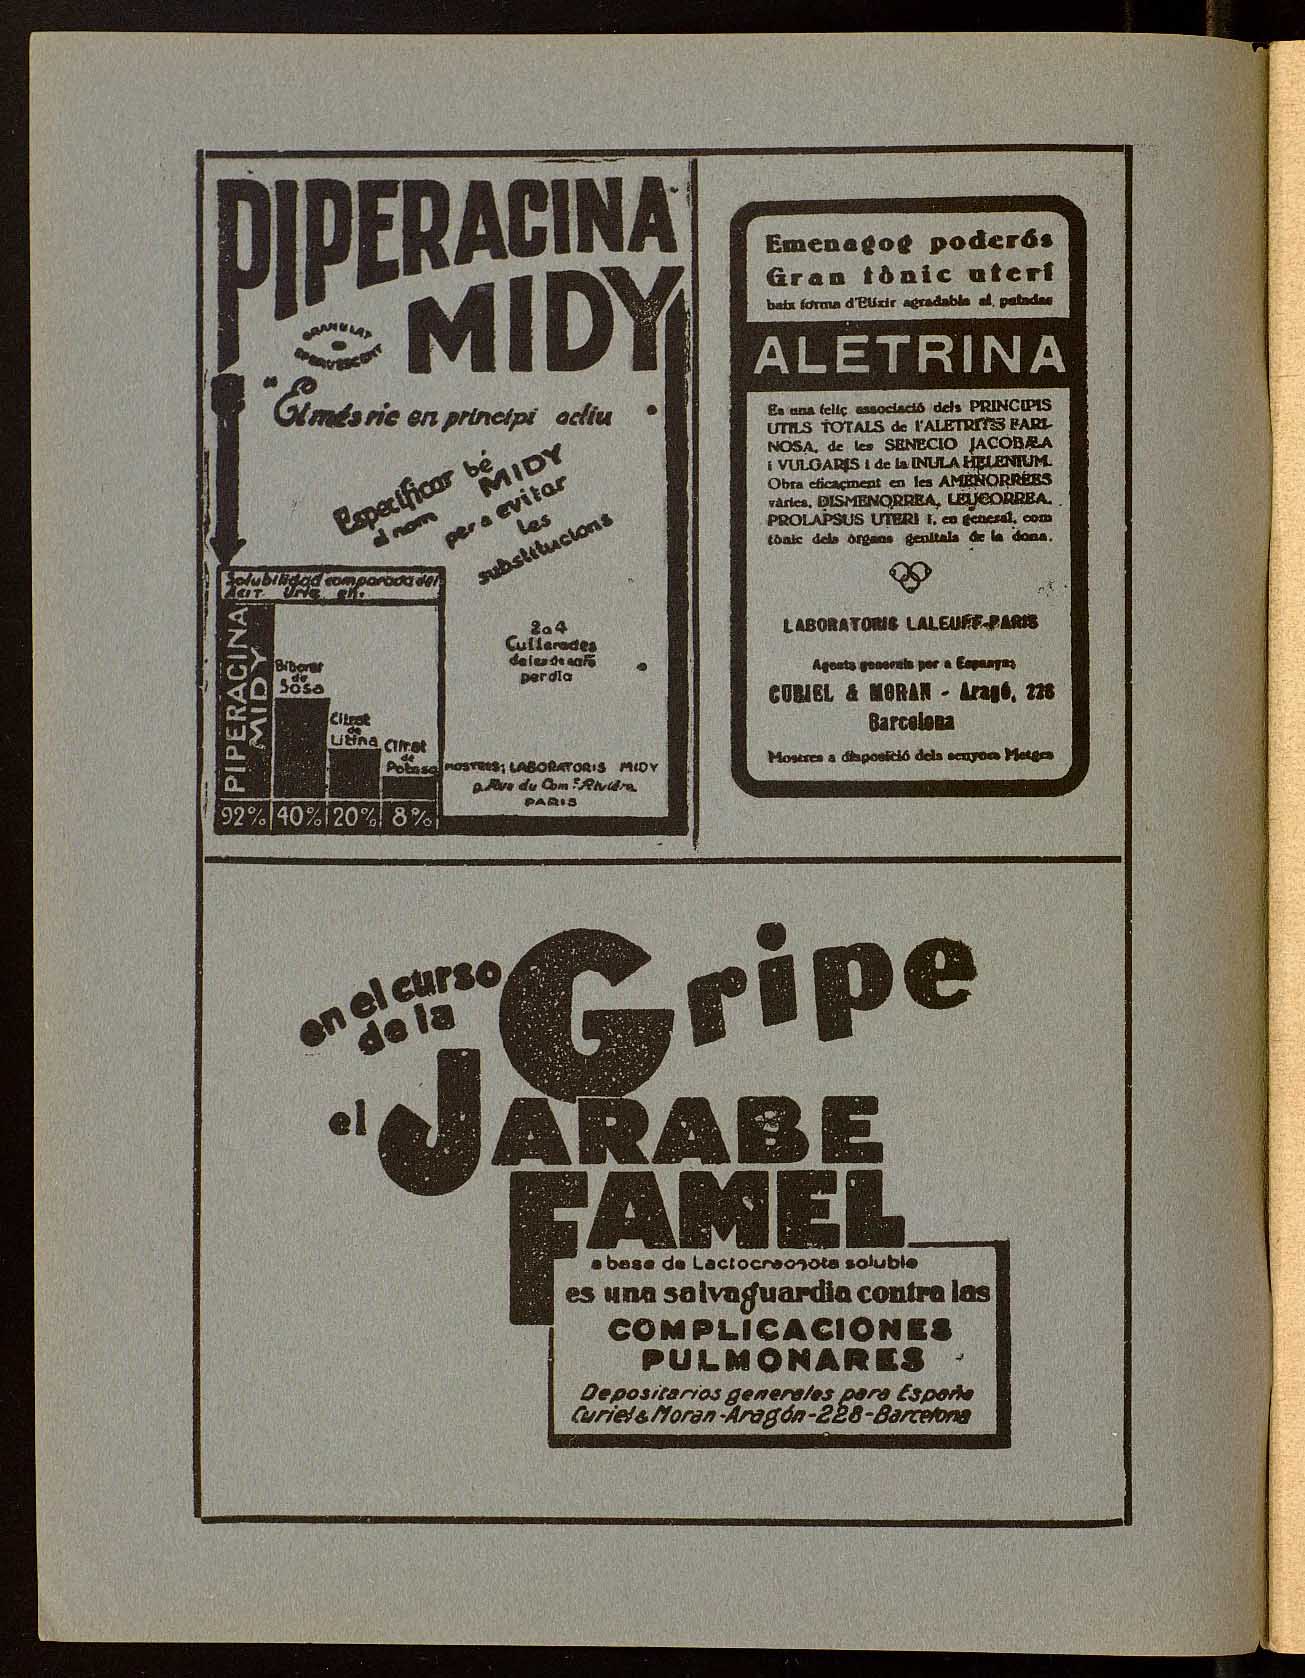 PIPERACINA
MIDY
GRANULAT
EFERVESCENT
"El més ric en principi actiu
Especificar bé
el nom MIDY
per a evitar
les
substitucions
Solubilidad comparada del
Acit. Uric en:
PIPERACINA
MIDY
Biborat
de
Sosa
Citrat
de
Litina
Citrat
de
Potasa
92% 40% 20% 8%
2 a 4
Cullerades
de les de café
per dia
MOSTRES; LABORATORIS MIDY
9. Rue du Comt Rivière
PARIS
Emenagog poderós
Gran tònic uterí
baix forma d'Elixir agradable al paladar
ALETRINA
Es una feliç associació dels PRINCIPIS
UTILS TOTALS de l'ALETRITIS FARI-
NOSA, de les SENECIO JACOBÆA
i VULGARIS i de la INULA HELENIUM.
Obra eficaçment en les AMENORRÉES
vàries, DISMENORREA, LEUCORREA,
PROLAPSUS UTERI i, en general, com
tònic dels òrgans genitals de la dona.
LABORATORIS LALEUFF-PARIS
Agents generals per a Espanya:
CURIEL & MORAN - Aragó, 228
Barcelona
Mostres a disposició dels senyors Metges
en el curso
de la
Gripe
el JARABE
FAMEL
a base de Lactocreosota soluble
es una salvaguardia contra las
COMPLICACIONES
PULMONARES
Depositarios generales para España
Curiel & Moran-Aragón-228-Barcelona